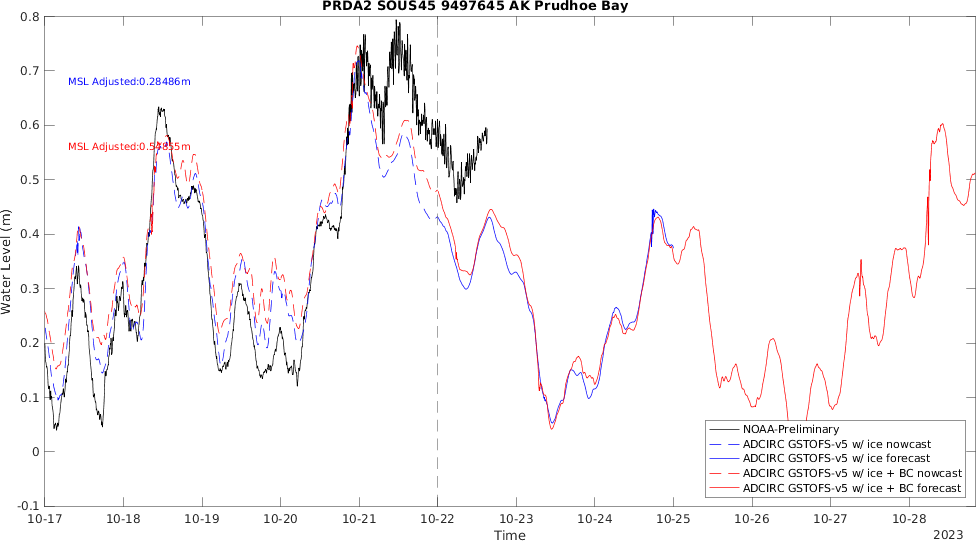 PRDA2 SOUS45 9497645 AK Prudhoe Bay
0.8
0.7
0.6
0.5
0.4
0.3
0.2
0.1
0
-0.1
Water Level (m)
MSL Adjusted:0.28486m
MSL Adjusted:0.54855m
NOAA-Preliminary
ADCIRC GSTOFS-v5 w/ ice nowcast
ADCIRC GSTOFS-v5 w/ ice forecast
ADCIRC GSTOFS-v5 w/ ice + BC nowcast
ADCIRC GSTOFS-v5 w/ ice + BC forecast
10-17 10-18 10-19 10-20 10-21 10-22 10-23 10-24 10-25 10-26 10-27 10-28
Time
2023